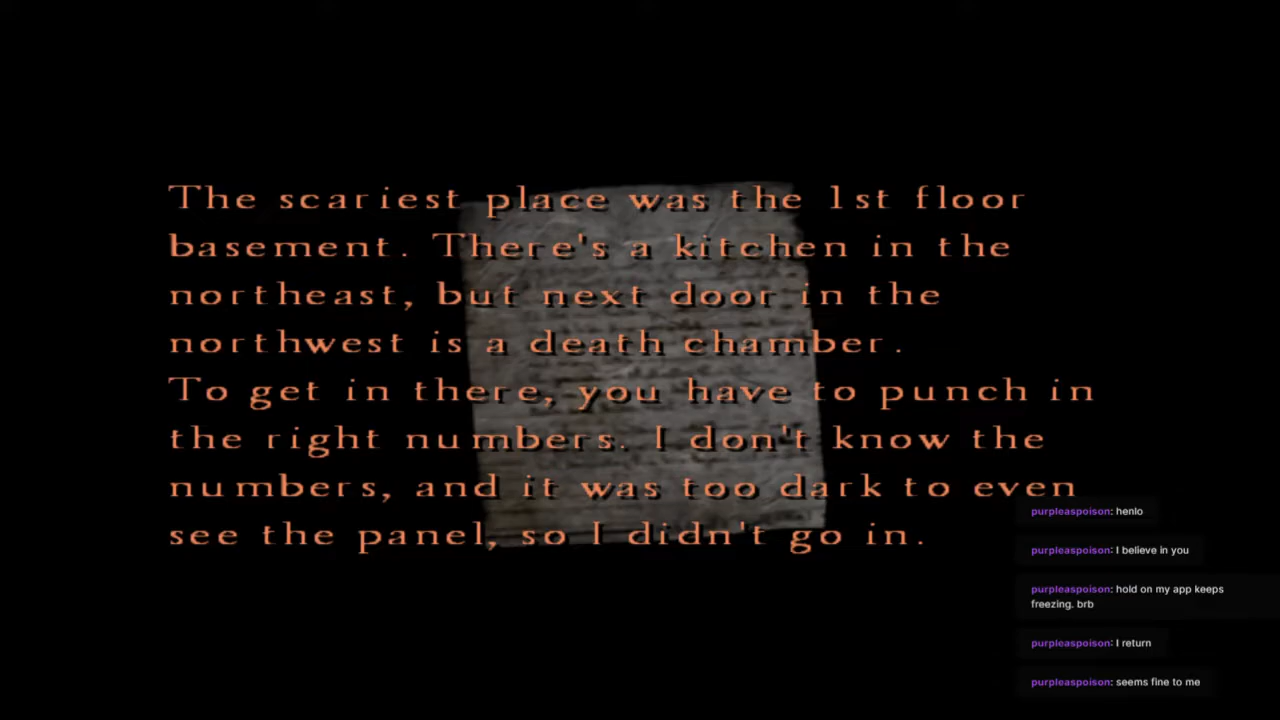 The scariest place was the 1st floor
basement. There's a kitchen in the
northeast, but next door in the
northwest is a death chamber.
To get in there, you have to punch in
the right numbers. I don't know the
numbers, and it was too dark to even
see the panel, so I didn't go in.
purpleaspoison: henlo
purpleaspoison: I believe in you
purpleaspoison: hold on my app keeps
freezing. brb
purpleaspoison: I return
purpleaspoison: seems fine to me